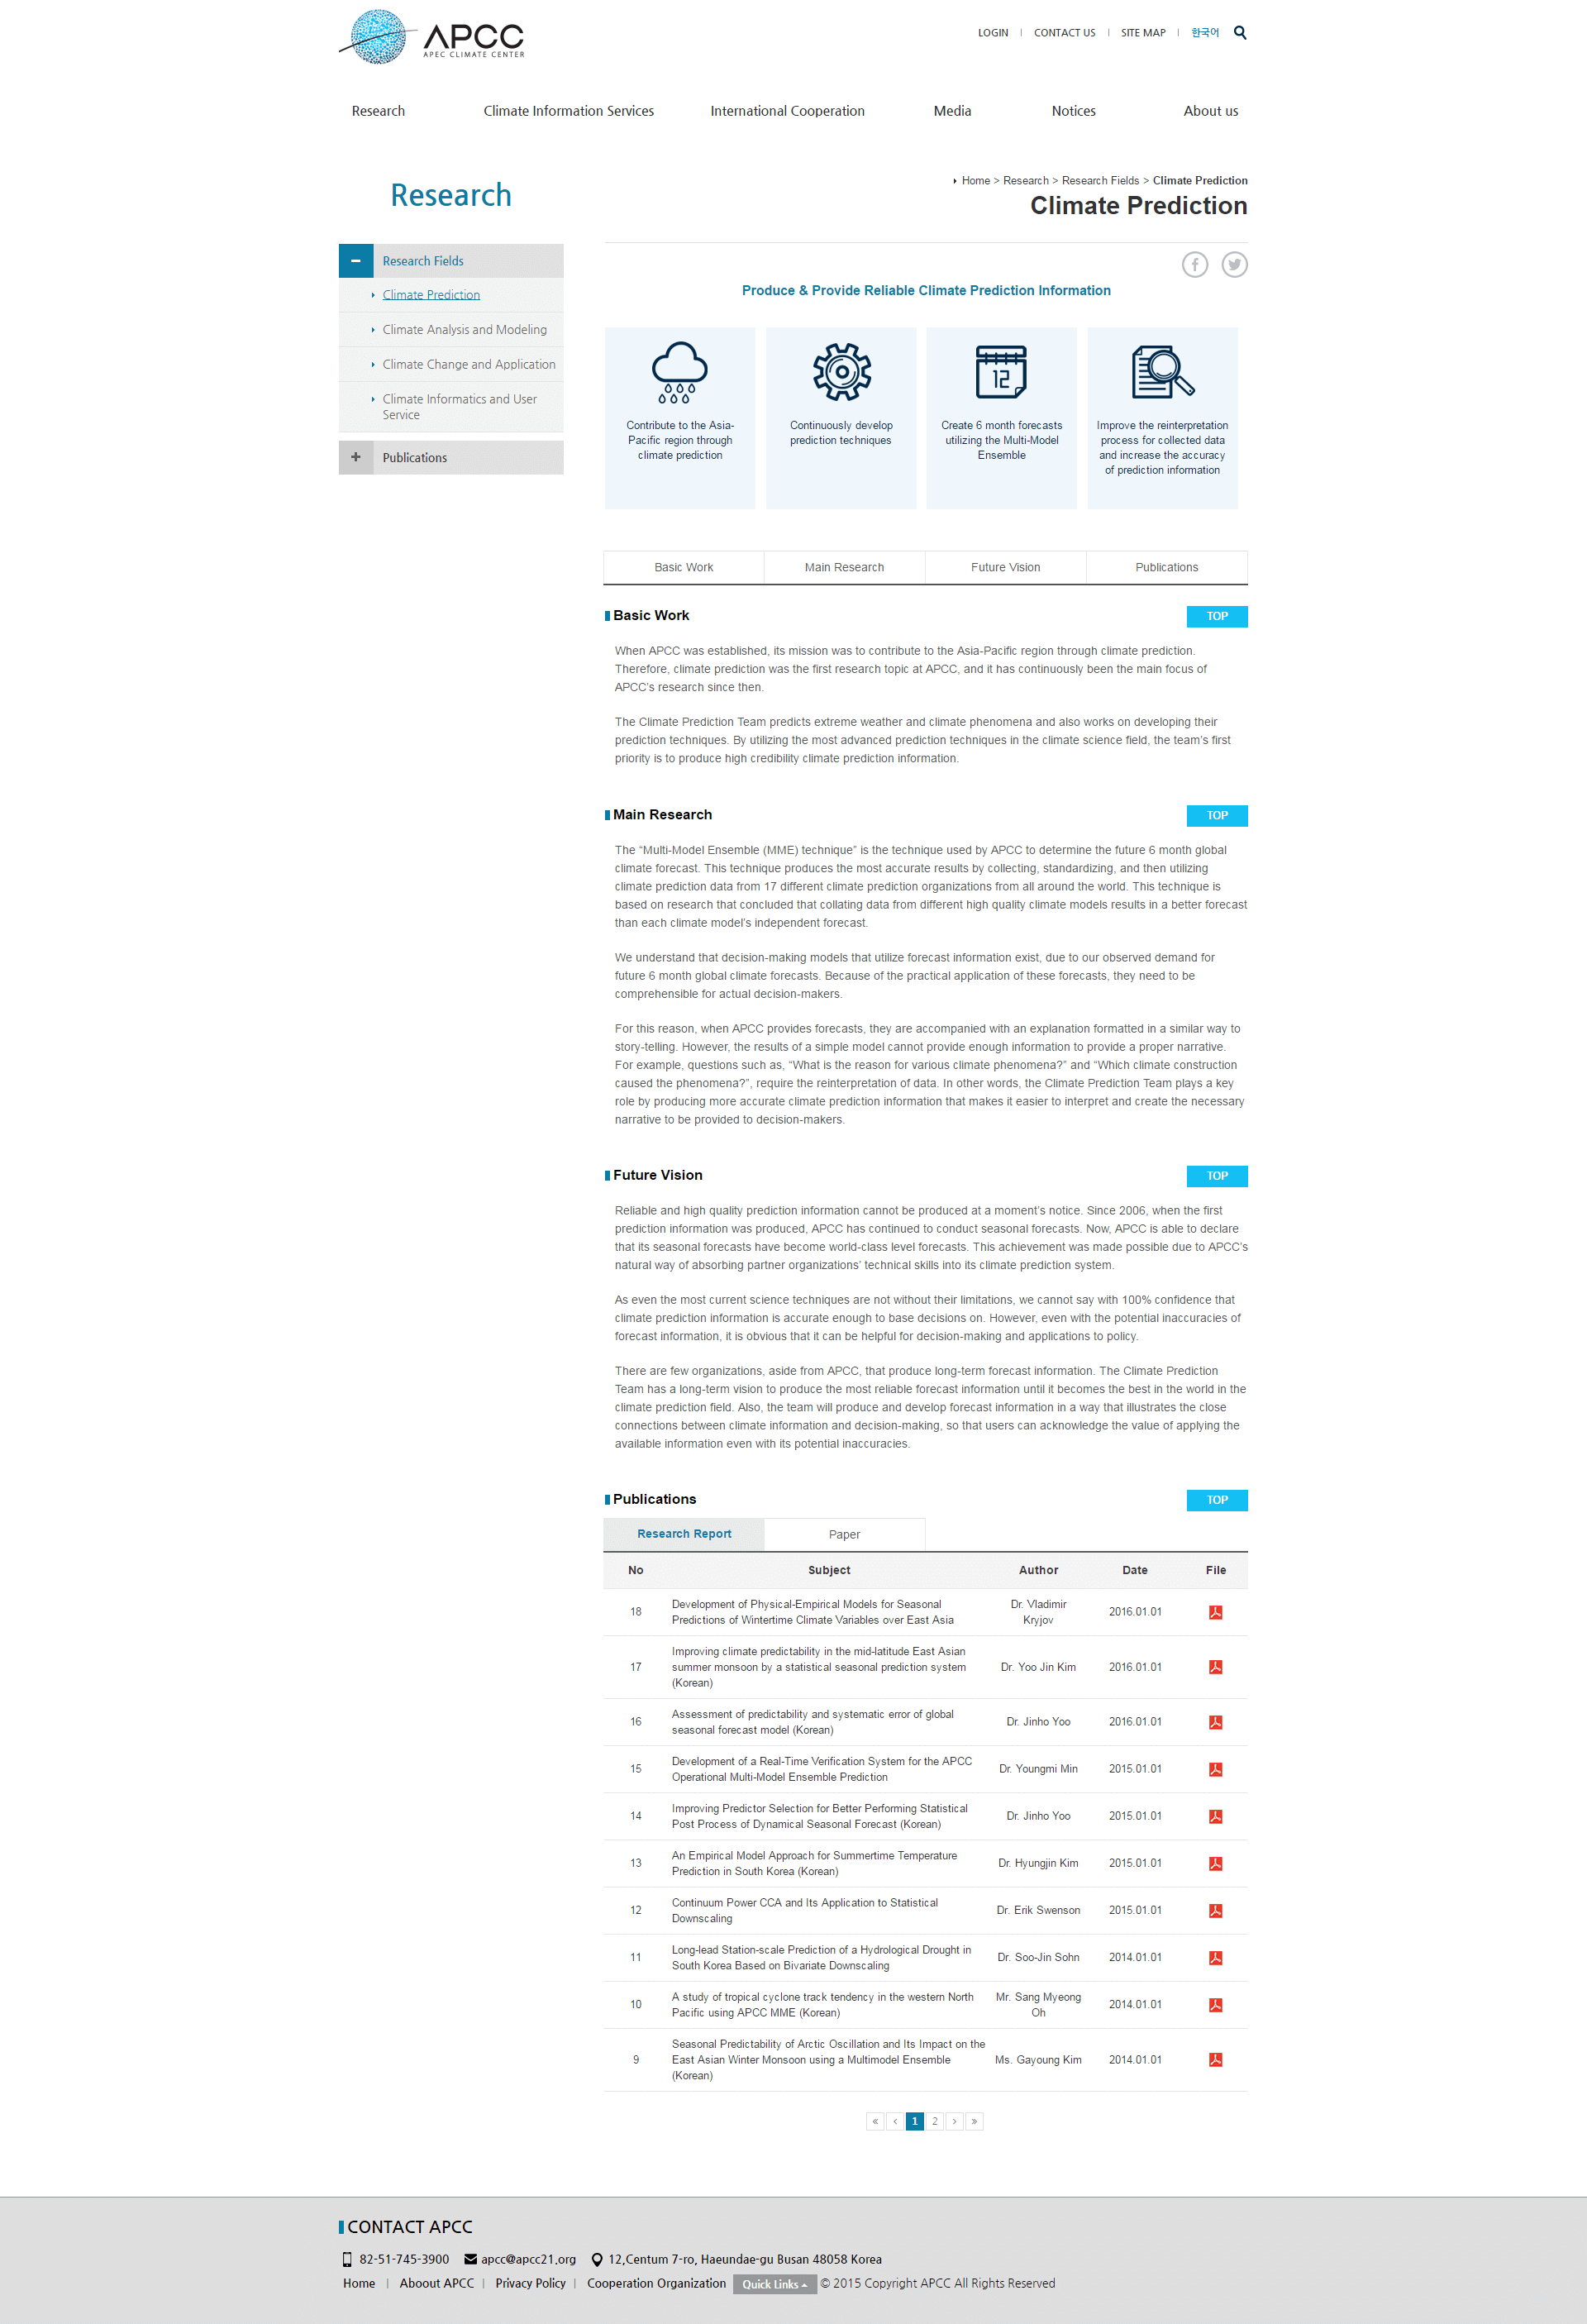 APCC
APEC CLIMATE CENTER
LOGIN
CONTACT US
SITE MAP
한국어
Research
Climate Information Services
International Cooperation
Media
Notices
About us
Research
Research Fields
Climate Prediction
Climate Analysis and Modeling
Climate Change and Application
Climate Informatics and User
Service
Publications
Home > Research > Research Fields > Climate Prediction
Climate Prediction
Produce & Provide Reliable Climate Prediction Information
Contribute to the Asia-
Pacific region through
climate prediction
Continuously develop
prediction techniques
12
Create 6 month forecasts
utilizing the Multi-Model
Ensemble
Improve the reinterpretation
process for collected data
and increase the accuracy
of prediction information
Basic Work
Main Research
Future Vision
Publications
Basic Work
TOP
When APCC was established, its mission was to contribute to the Asia-Pacific region through climate prediction.
Therefore, climate prediction was the first research topic at APCC, and it has continuously been the main focus of
APCC's research since then.
The Climate Prediction Team predicts extreme weather and climate phenomena and also works on developing their
prediction techniques. By utilizing the most advanced prediction techniques in the climate science field, the team's first
priority is to produce high credibility climate prediction information.
Main Research
TOP
The “Multi-Model Ensemble (MME) technique” is the technique used by APCC to determine the future 6 month global
climate forecast. This technique produces the most accurate results by collecting, standardizing, and then utilizing
climate prediction data from 17 different climate prediction organizations from all around the world. This technique is
based on research that concluded that collating data from different high quality climate models results in a better forecast
than each climate model's independent forecast.
We understand that decision-making models that utilize forecast information exist, due to our observed demand for
future 6 month global climate forecasts. Because of the practical application of these forecasts, they need to be
comprehensible for actual decision-makers.
For this reason, when APCC provides forecasts, they are accompanied with an explanation formatted in a similar way to
story-telling. However, the results of a simple model cannot provide enough information to provide a proper narrative.
For example, questions such as, “What is the reason for various climate phenomena?” and “Which climate construction
caused the phenomena?”, require the reinterpretation of data. In other words, the Climate Prediction Team plays a key
role by producing more accurate climate prediction information that makes it easier to interpret and create the necessary
narrative to be provided to decision-makers.
Future Vision
TOP
Reliable and high quality prediction information cannot be produced at a moment's notice. Since 2006, when the first
prediction information was produced, APCC has continued to conduct seasonal forecasts. Now, APCC is able to declare
that its seasonal forecasts have become world-class level forecasts. This achievement was made possible due to APCC's
natural way of absorbing partner organizations' technical skills into its climate prediction system.
As even the most current science techniques are not without their limitations, we cannot say with 100% confidence that
climate prediction information is accurate enough to base decisions on. However, even with the potential inaccuracies of
forecast information, it is obvious that it can be helpful for decision-making and applications to policy.
There are few organizations, aside from APCC, that produce long-term forecast information. The Climate Prediction
Team has a long-term vision to produce the most reliable forecast information until it becomes the best in the world in the
climate prediction field. Also, the team will produce and develop forecast information in a way that illustrates the close
connections between climate information and decision-making, so that users can acknowledge the value of applying the
available information even with its potential inaccuracies.
Publications
TOP
Research Report
Paper
No Subject Author Date File
18 Development of Physical-Empirical Models for Seasonal
Predictions of Wintertime Climate Variables over East Asia
Dr. Vladimir
Kryjov
2016.01.01
17 Improving climate predictability in the mid-latitude East Asian
summer monsoon by a statistical seasonal prediction system
(Korean)
Dr. Yoo Jin Kim
2016.01.01
16 Assessment of predictability and systematic error of global
seasonal forecast model (Korean)
Dr. Jinho Yoo
2016.01.01
15 Development of a Real-Time Verification System for the APCC
Operational Multi-Model Ensemble Prediction
Dr. Youngmi Min
2015.01.01
14 Improving Predictor Selection for Better Performing Statistical
Post Process of Dynamical Seasonal Forecast (Korean)
Dr. Jinho Yoo
2015.01.01
13 An Empirical Model Approach for Summertime Temperature
Prediction in South Korea (Korean)
Dr. Hyungjin Kim
2015.01.01
12 Continuum Power CCA and Its Application to Statistical
Downscaling
Dr. Erik Swenson
2015.01.01
11 Long-lead Station-scale Prediction of a Hydrological Drought in
South Korea Based on Bivariate Downscaling
Dr. Soo-Jin Sohn
2014.01.01
10 A study of tropical cyclone track tendency in the western North
Pacific using APCC MME (Korean)
Mr. Sang Myeong
Oh
2014.01.01
9 Seasonal Predictability of Arctic Oscillation and Its Impact on the
East Asian Winter Monsoon using a Multimodel Ensemble
(Korean)
Ms. Gayoung Kim
2014.01.01
« ‹ 1 2 › »
CONTACT APCC
82-51-745-3900 apcc@apcc21.org 12,Centum 7-ro, Haeundae-gu Busan 48058 Korea
Home | Aboout APCC | Privacy Policy | Cooperation Organization Quick Links © 2015 Copyright APCC All Rights Reserved